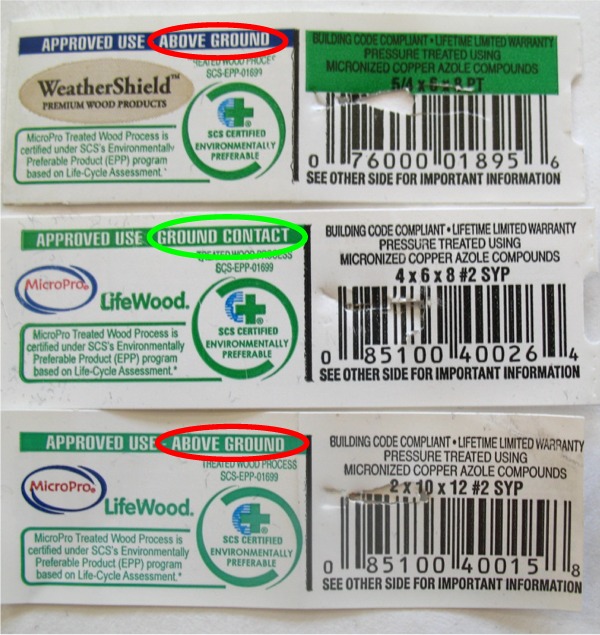 APPROVED USE ABOVE GROUND
TREATED WOOD PROCESS
SCS-EPP-01699
WeatherShield™
PREMIUM WOOD PRODUCTS
SCS CERTIFIED
ENVIRONMENTALLY
PREFERABLE
MicroPro Treated Wood Process is
certified under SCS's Environmentally
Preferable Product (EPP) program
based on Life-Cycle Assessment.*
BUILDING CODE COMPLIANT • LIFETIME LIMITED WARRANTY
PRESSURE TREATED USING
MICRONIZED COPPER AZOLE COMPOUNDS
5/4 x 6 x 8 PT
0 76000 01895 6
SEE OTHER SIDE FOR IMPORTANT INFORMATION
APPROVED USE GROUND CONTACT
TREATED WOOD PROCESS
SCS-EPP-01699
MicroPro®
LifeWood.
SCS CERTIFIED
ENVIRONMENTALLY
PREFERABLE
MicroPro Treated Wood Process is
certified under SCS's Environmentally
Preferable Product (EPP) program
based on Life-Cycle Assessment.*
BUILDING CODE COMPLIANT • LIFETIME LIMITED WARRANTY
PRESSURE TREATED USING
MICRONIZED COPPER AZOLE COMPOUNDS
4 x 6 x 8 #2 SYP
0 85100 40026 4
SEE OTHER SIDE FOR IMPORTANT INFORMATION
APPROVED USE - ABOVE GROUND
TREATED WOOD PROCESS
SCS-EPP-01699
MicroPro®
LifeWood.
SCS CERTIFIED
ENVIRONMENTALLY
PREFERABLE
MicroPro Treated Wood Process is
certified under SCS's Environmentally
Preferable Product (EPP) program
based on Life-Cycle Assessment.*
BUILDING CODE COMPLIANT • LIFETIME LIMITED WARRANTY
PRESSURE TREATED USING
MICRONIZED COPPER AZOLE COMPOUNDS
2 x 10 x 12 #2 SYP
0 85100 40015 8
SEE OTHER SIDE FOR IMPORTANT INFORMATION